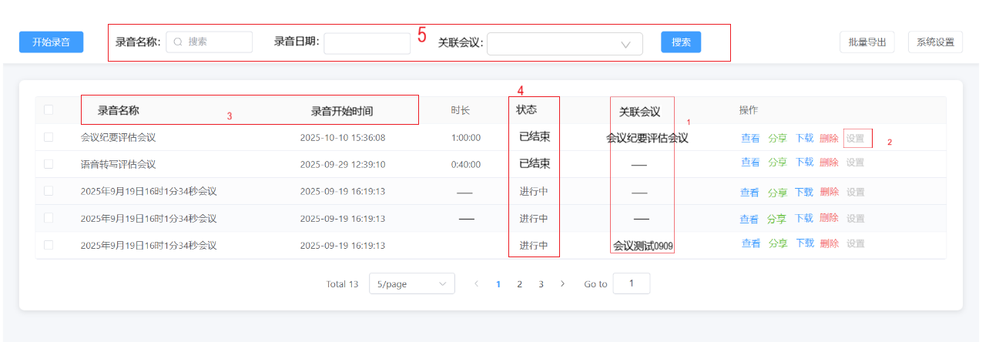 开始录音 录音名称: 搜索 录音日期: 5 关联会议: 搜索 批量导出 系统设置
4
录音名称 3 录音开始时间 时长 状态 关联会议 操作
1
会议纪要评估会议 2025-10-10 15:36:08 1:00:00 已结束 会议纪要评估会议 查看 分享 下载 删除 设置 2
语音转写评估会议 2025-09-29 12:39:10 0:40:00 已结束 —— 查看 分享 下载 删除 设置
2025年9月19日16时1分34秒会议 2025-09-19 16:19:13 —— 进行中 —— 查看 分享 下载 删除 设置
2025年9月19日16时1分34秒会议 2025-09-19 16:19:13 —— 进行中 —— 查看 分享 下载 删除 设置
2025年9月19日16时1分34秒会议 2025-09-19 16:19:13 进行中 会议测试0909 查看 分享 下载 删除 设置
Total 13 5/page < 1 2 3 > Go to 1